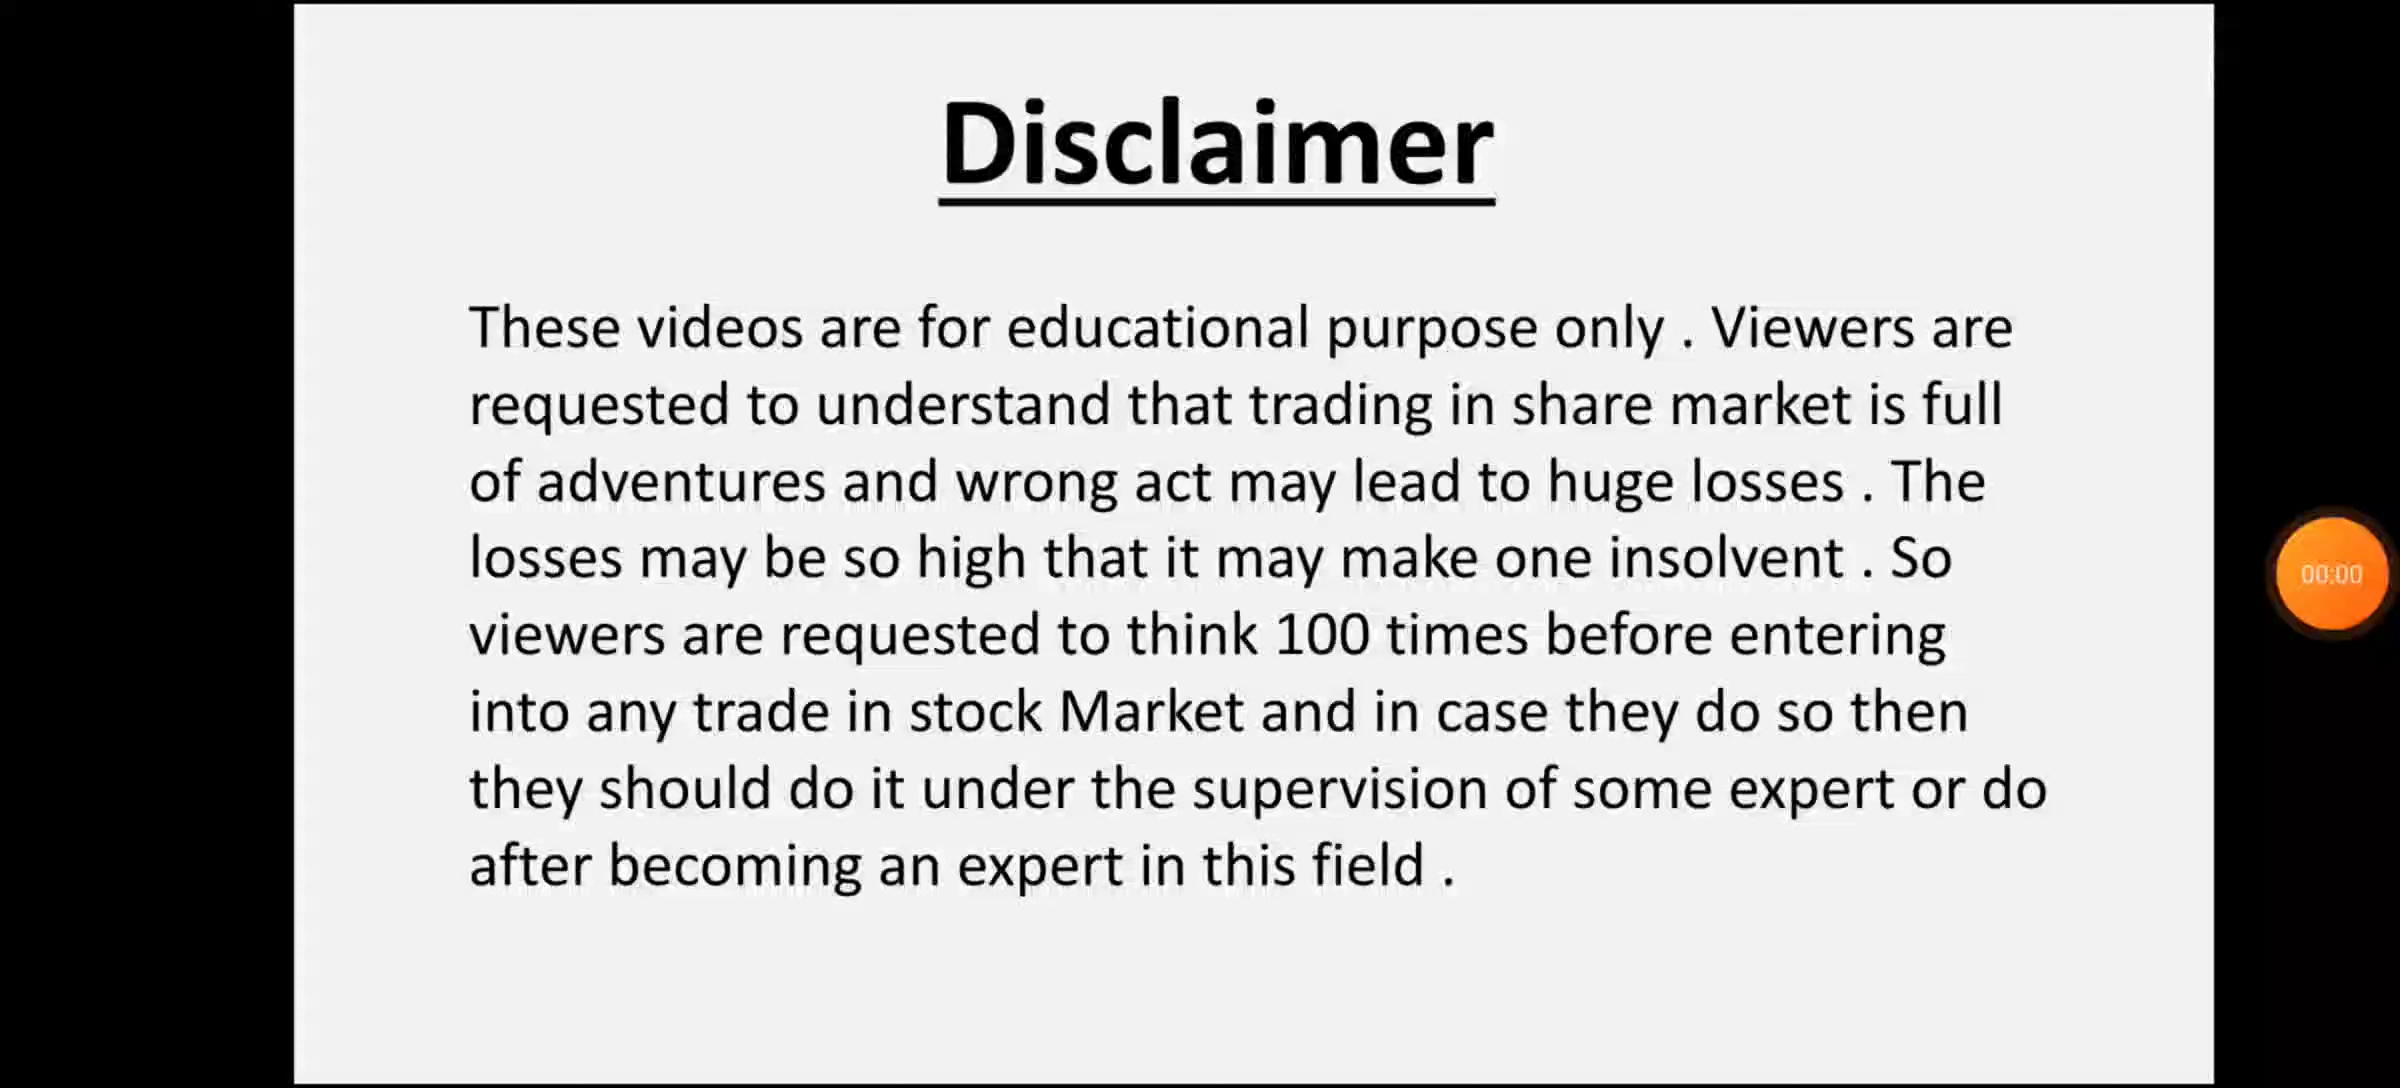 Disclaimer
These videos are for educational purpose only . Viewers are
requested to understand that trading in share market is full
of adventures and wrong act may lead to huge losses . The
losses may be so high that it may make one insolvent . So
viewers are requested to think 100 times before entering
into any trade in stock Market and in case they do so then
they should do it under the supervision of some expert or do
after becoming an expert in this field .
00:00